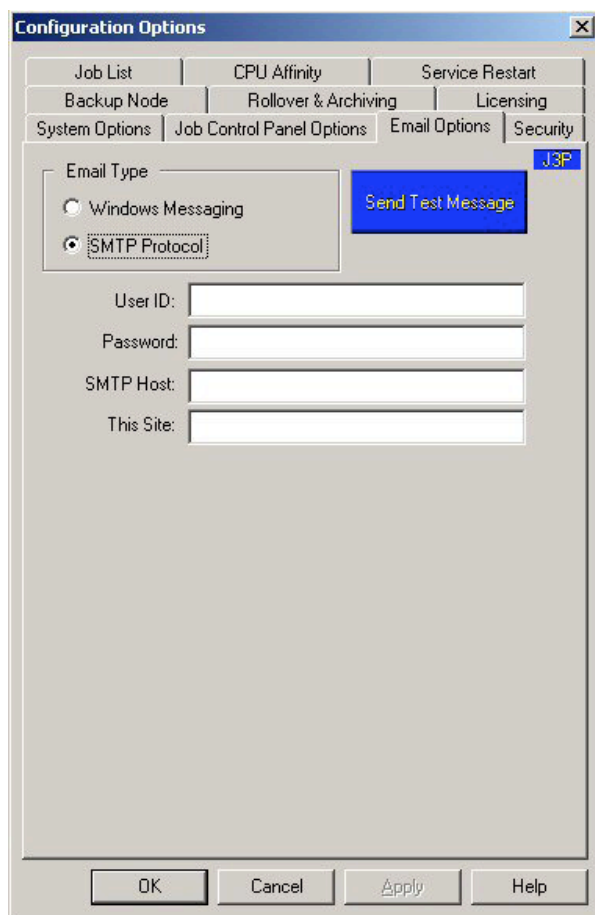 Configuration Options
Job List CPU Affinity Service Restart
Backup Node Rollover & Archiving Licensing
System Options Job Control Panel Options Email Options Security
J3P
Email Type
Windows Messaging
Send Test Message
SMTP Protocol
User ID:
Password:
SMTP Host:
This Site:
OK Cancel Apply Help